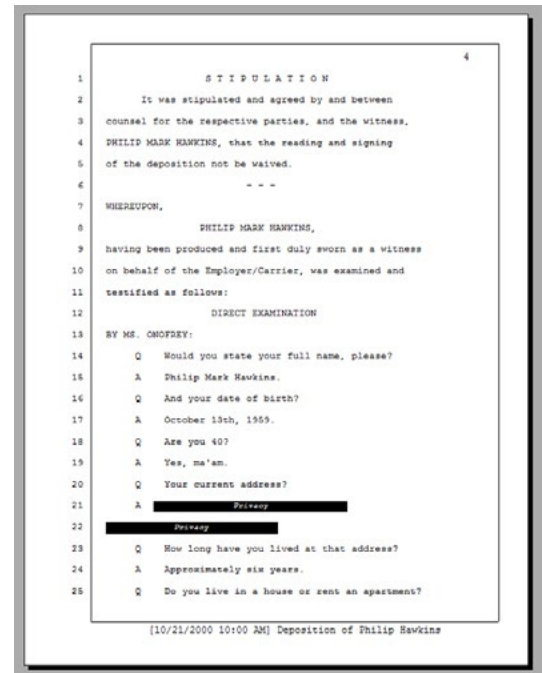 4
1 S T I P U L A T I O N
2 It was stipulated and agreed by and between
3 counsel for the respective parties, and the witness,
4 PHILIP MARK HAWKINS, that the reading and signing
5 of the deposition not be waived.
6 - - -
7 WHEREUPON,
8 PHILIP MARK HAWKINS,
9 having been produced and first duly sworn as a witness
10 on behalf of the Employer/Carrier, was examined and
11 testified as follows:
12 DIRECT EXAMINATION
13 BY MS. ONOFREY:
14 Q Would you state your full name, please?
15 A Philip Mark Hawkins.
16 Q And your date of birth?
17 A October 13th, 1959.
18 Q Are you 40?
19 A Yes, ma'am.
20 Q Your current address?
21 A Privacy
22 Privacy
23 Q How long have you lived at that address?
24 A Approximately six years.
25 Q Do you live in a house or rent an apartment?
[10/21/2000 10:00 AM] Deposition of Philip Hawkins